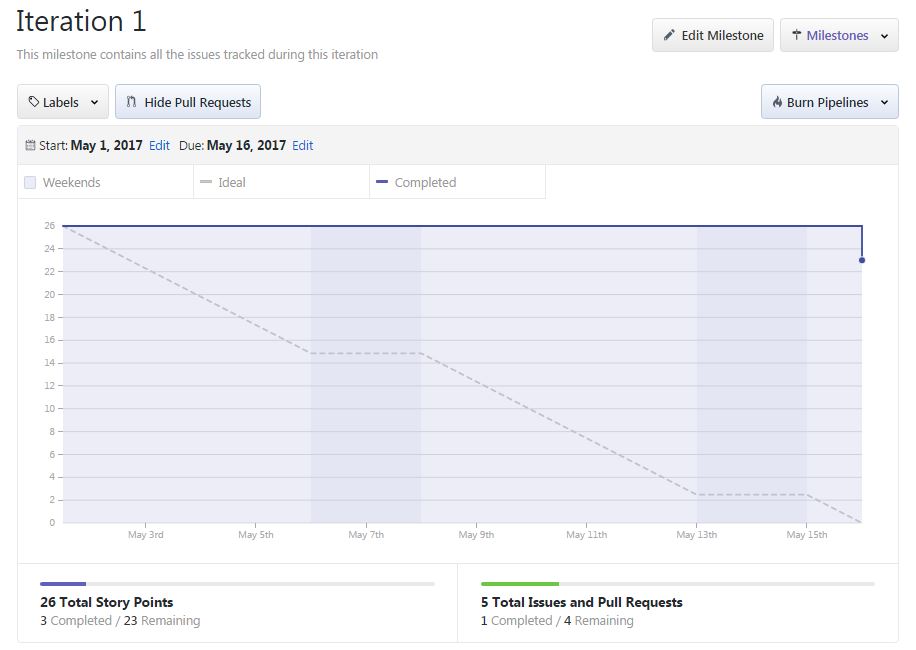 Iteration 1
This milestone contains all the issues tracked during this iteration
Edit Milestone
Milestones
Labels
Hide Pull Requests
Burn Pipelines
Start: May 1, 2017 Edit Due: May 16, 2017 Edit
Weekends
Ideal
Completed
26
24
22
20
18
16
14
12
10
8
6
4
2
0
May 3rd
May 5th
May 7th
May 9th
May 11th
May 13th
May 15th
26 Total Story Points
3 Completed / 23 Remaining
5 Total Issues and Pull Requests
1 Completed / 4 Remaining